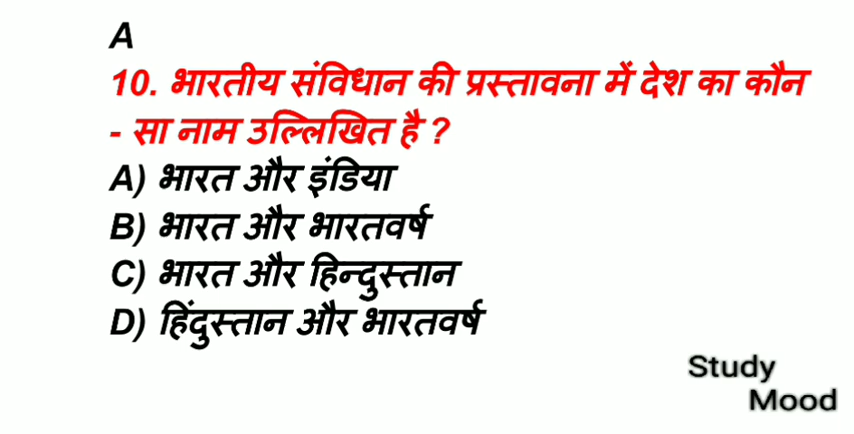 A
10. भारतीय संविधान की प्रस्तावना में देश का कौन
- सा नाम उल्लिखित है ?
A) भारत और इंडिया
B) भारत और भारतवर्ष
C) भारत और हिन्दुस्तान
D) हिंदुस्तान और भारतवर्ष
Study
Mood